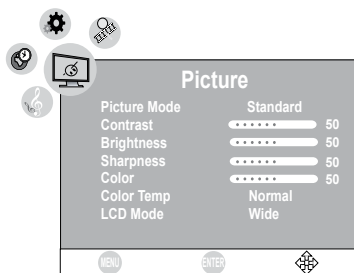 Picture
Picture Mode Standard
Contrast 50
Brightness 50
Sharpness 50
Color 50
Color Temp Normal
LCD Mode Wide
MENU ENTER